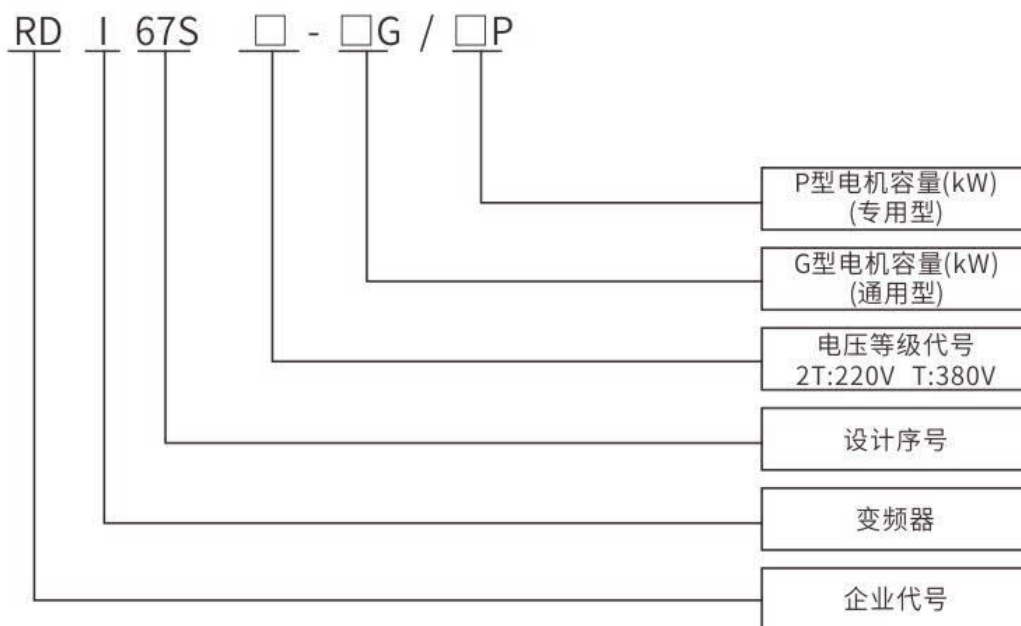 RD I 67S □ - □G / □P
P型电机容量(kW)
(专用型)
G型电机容量(kW)
(通用型)
电压等级代号
2T:220V T:380V
设计序号
变频器
企业代号